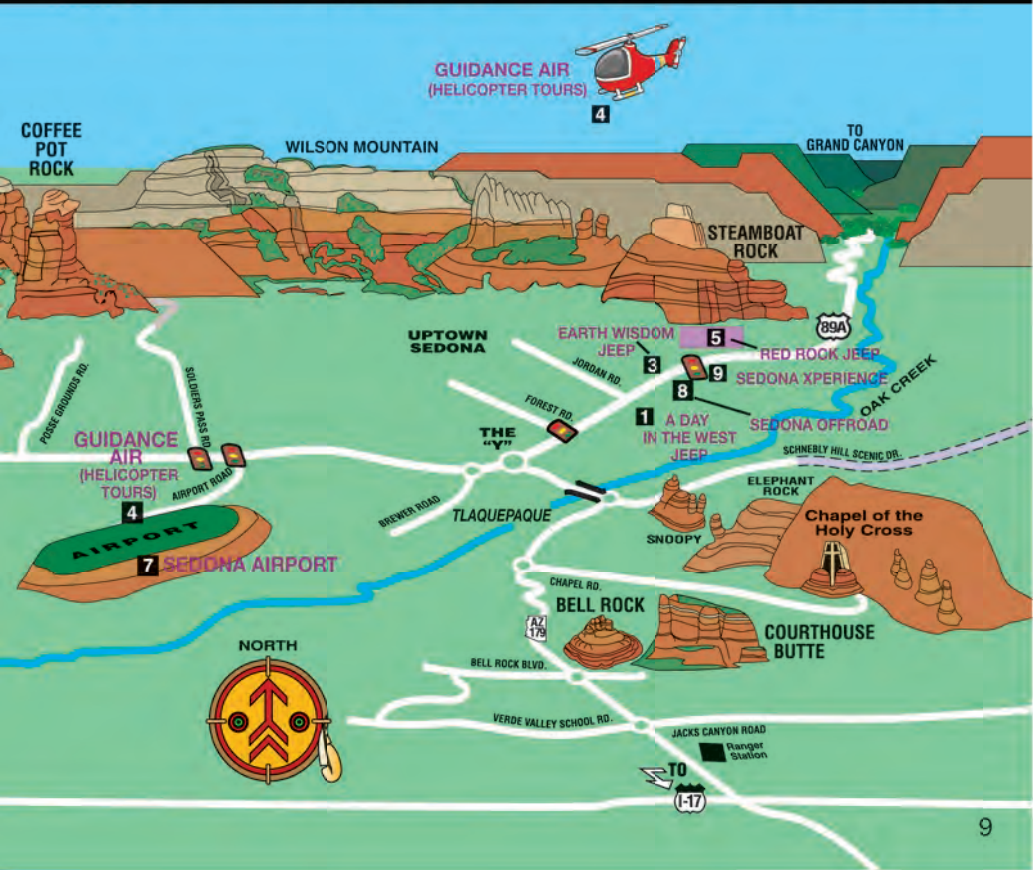 GUIDANCE AIR
(HELICOPTER TOURS)
4
COFFEE
POT
ROCK
WILSON MOUNTAIN
TO
GRAND CANYON
STEAMBOAT
ROCK
89A
UPTOWN
SEDONA
EARTH WISDOM
JEEP
3
5
RED ROCK JEEP
9
SEDONA XPERIENCE
8
SEDONA OFFROAD
JORDAN RD.
FOREST RD.
1
A DAY
IN THE WEST
JEEP
OAK CREEK
POSSE GROUNDS RD.
SOLDIERS PASS RD.
THE
"Y"
GUIDANCE
AIR
(HELICOPTER
TOURS)
4
AIRPORT ROAD
AIRPORT
7
SEDONA AIRPORT
BREWER ROAD
TLAQUEPAQUE
SCHNEBLY HILL SCENIC DR.
ELEPHANT
ROCK
SNOOPY
Chapel of the
Holy Cross
CHAPEL RD.
BELL ROCK
AZ
179
COURTHOUSE
BUTTE
NORTH
BELL ROCK BLVD.
VERDE VALLEY SCHOOL RD.
JACKS CANYON ROAD
Ranger
Station
TO
I-17
9